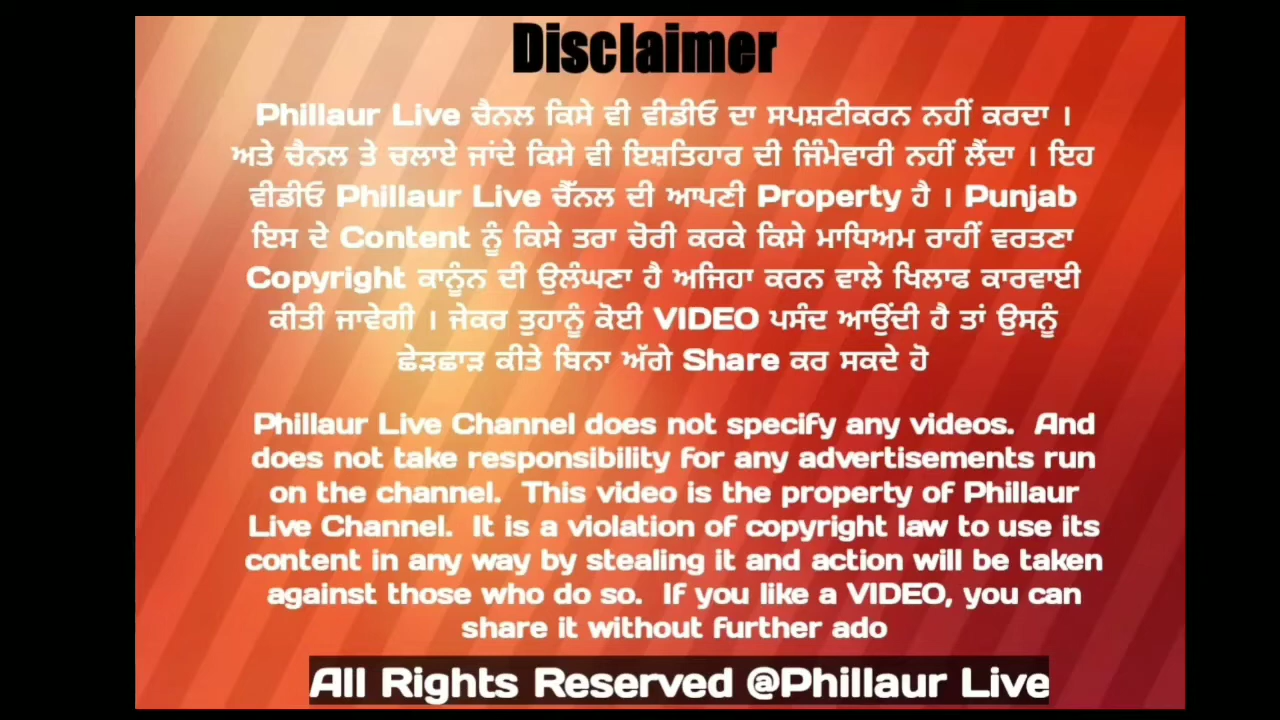 Disclaimer
Phillaur Live ਚੈਨਲ ਕਿਸੇ ਵੀ ਵੀਡੀਓ ਦਾ ਸਪਸ਼ਟੀਕਰਨ ਨਹੀਂ ਕਰਦਾ ।
ਅਤੇ ਚੈਨਲ ਤੇ ਚਲਾਏ ਜਾਂਦੇ ਕਿਸੇ ਵੀ ਇਸ਼ਤਿਹਾਰ ਦੀ ਜਿੰਮੇਵਾਰੀ ਨਹੀਂ ਲੈਂਦਾ । ਇਹ
ਵੀਡੀਓ Phillaur Live ਚੈੱਨਲ ਦੀ ਆਪਣੀ Property ਹੈ । Punjab
ਇਸ ਦੇ Content ਨੂੰ ਕਿਸੇ ਤਰਾ ਚੋਰੀ ਕਰਕੇ ਕਿਸੇ ਮਾਧਿਅਮ ਰਾਹੀਂ ਵਰਤਣਾ
Copyright ਕਾਨੂੰਨ ਦੀ ਉਲੰਘਣਾ ਹੈ ਅਜਿਹਾ ਕਰਨ ਵਾਲੇ ਖਿਲਾਫ ਕਾਰਵਾਈ
ਕੀਤੀ ਜਾਵੇਗੀ । ਜੇਕਰ ਤੁਹਾਨੂੰ ਕੋਈ VIDEO ਪਸੰਦ ਆਉਂਦੀ ਹੈ ਤਾਂ ਉਸਨੂੰ
ਛੇੜਛਾੜ ਕੀਤੇ ਬਿਨਾ ਅੱਗੇ Share ਕਰ ਸਕਦੇ ਹੋ
Phillaur Live Channel does not specify any videos. And
does not take responsibility for any advertisements run
on the channel. This video is the property of Phillaur
Live Channel. It is a violation of copyright law to use its
content in any way by stealing it and action will be taken
against those who do so. If you like a VIDEO, you can
share it without further ado
All Rights Reserved @Phillaur Live